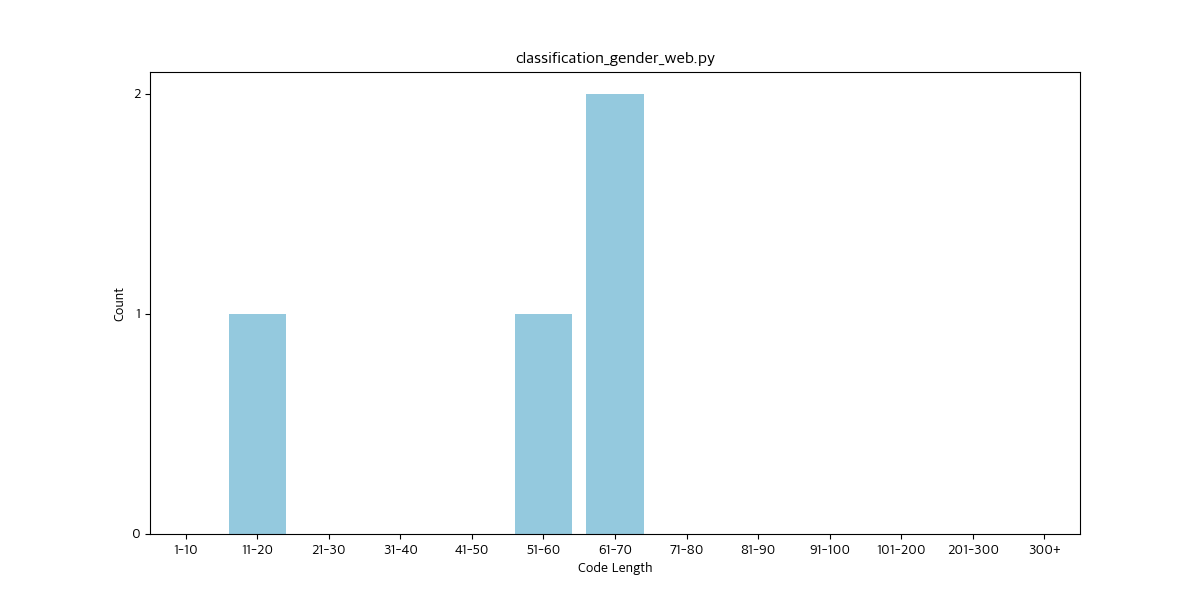 classification_gender_web.py
2
1
0
Count
1-10 11-20 21-30 31-40 41-50 51-60 61-70 71-80 81-90 91-100 101-200 201-300 300+
Code Length